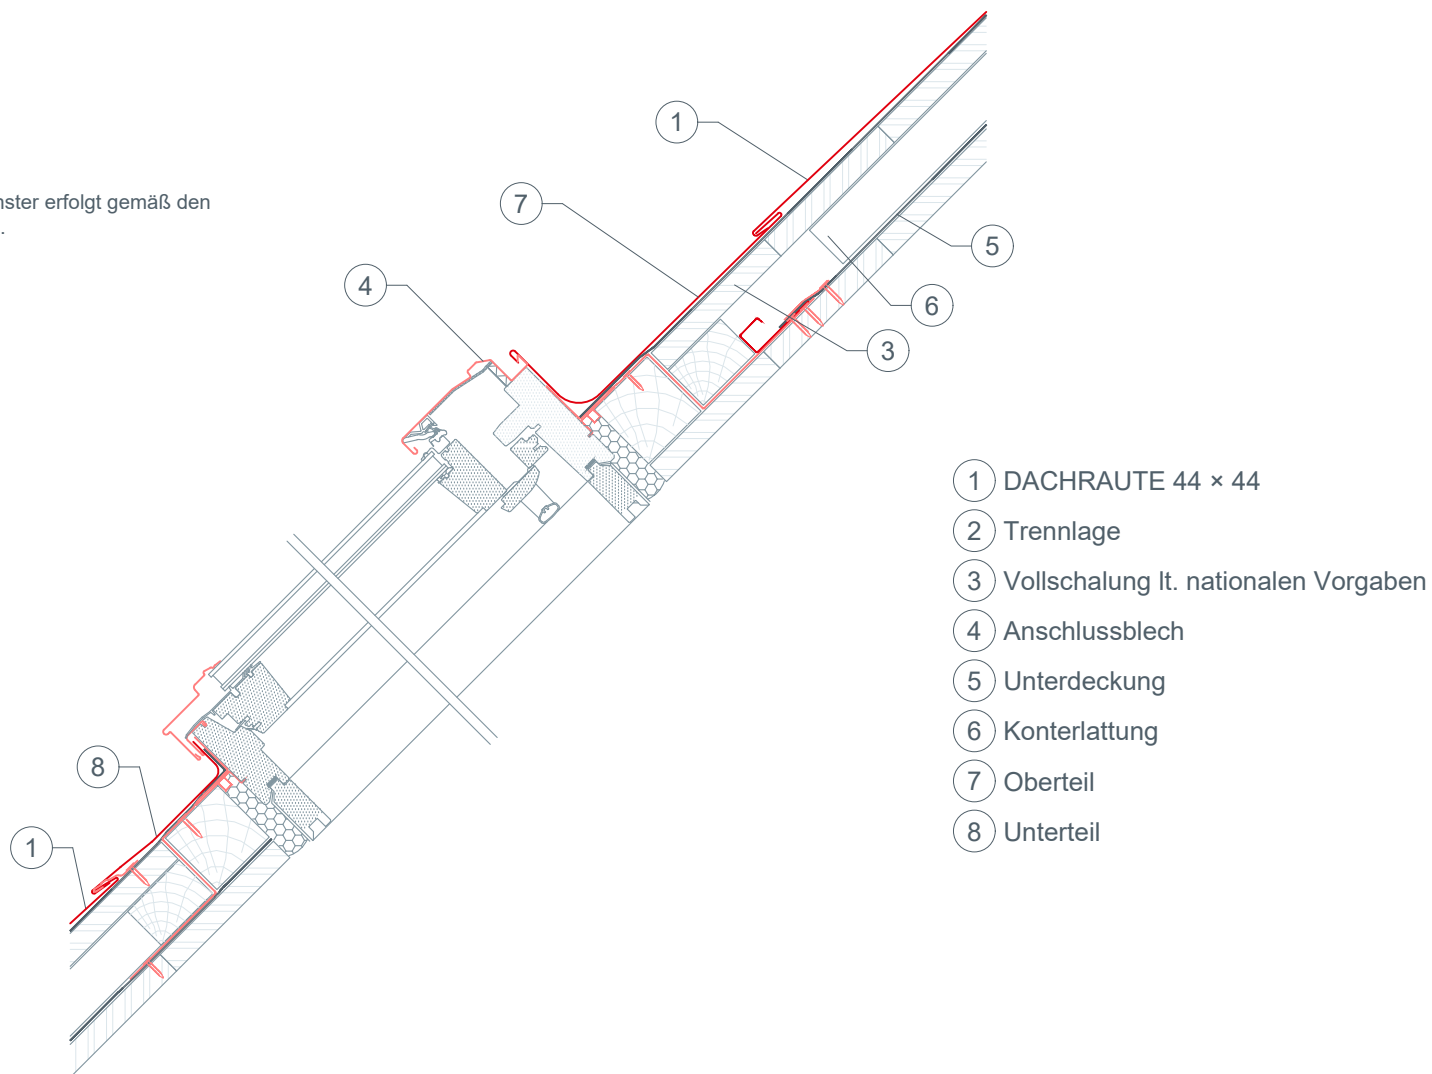 erfolgt gemäß den
1
7
4
5
6
3
8
1
1 DACHRAUTE 44 × 44
2 Trennlage
3 Vollschalung lt. nationalen Vorgaben
4 Anschlussblech
5 Unterdeckung
6 Konterlattung
7 Oberteil
8 Unterteil